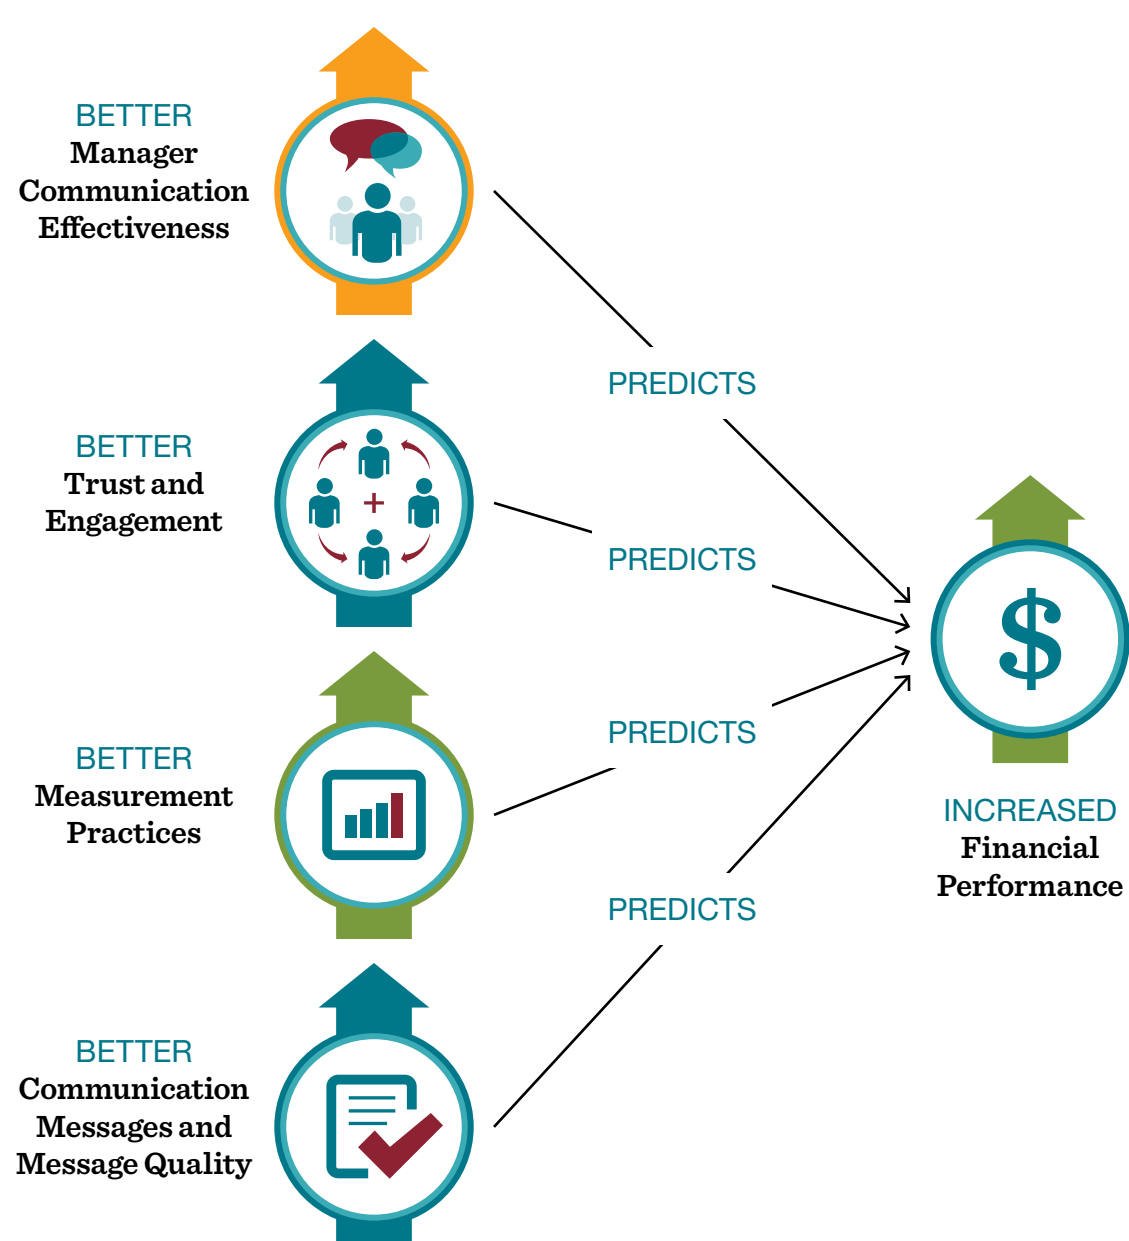 BETTER
Manager
Communication
Effectiveness
PREDICTS
BETTER
Trust and
Engagement
PREDICTS
BETTER
Measurement
Practices
PREDICTS
BETTER
Communication
Messages and
Message Quality
PREDICTS
$
INCREASED
Financial
Performance